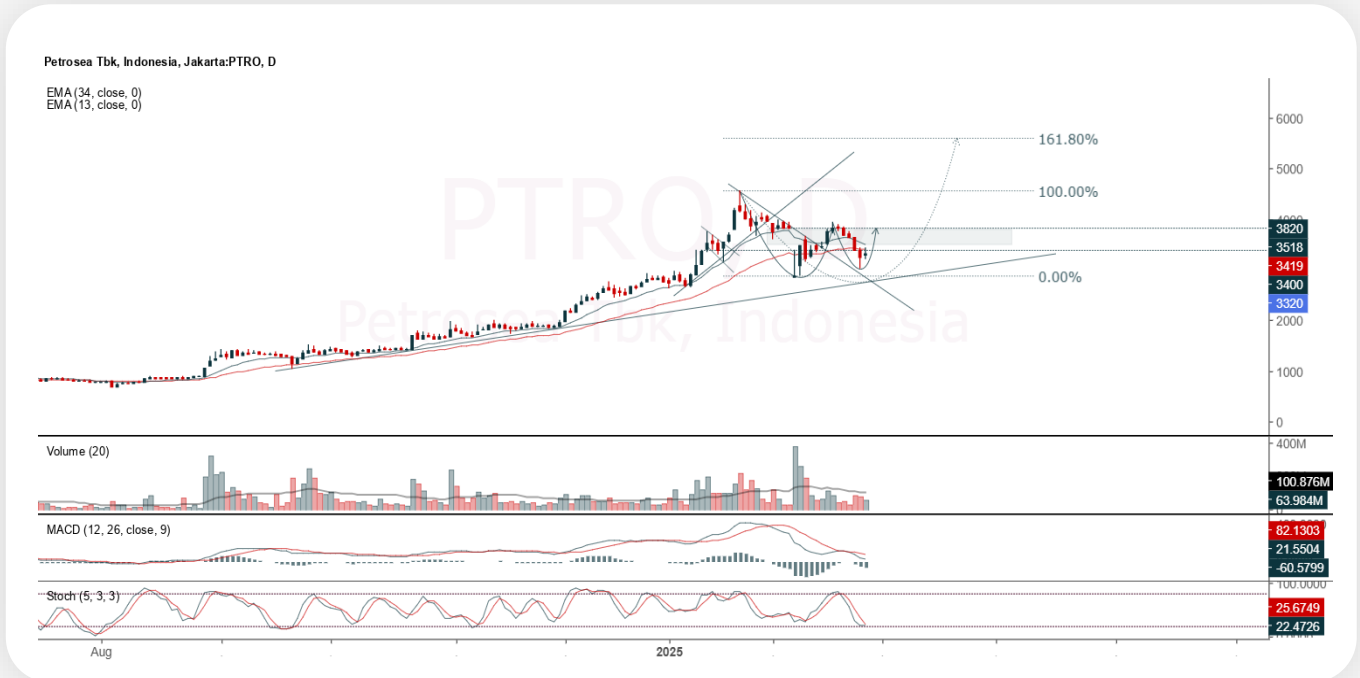 Petrosea Tbk, Indonesia, Jakarta:PTRO, D
EMA (34, close, 0)
EMA (13, close, 0)
PTRO, D
Petrosea Tbk, Indonesia
6000
161.80%
5000
100.00%
4000
3820
3518
3419
3400
0.00%
3320
2000
1000
0
Volume (20)
400M
100.876M
63.984M
MACD (12, 26, close, 9)
82.1303
21.5504
-60.5799
Stoch (5, 3, 3)
100.0000
25.6749
22.4726
Aug
2025